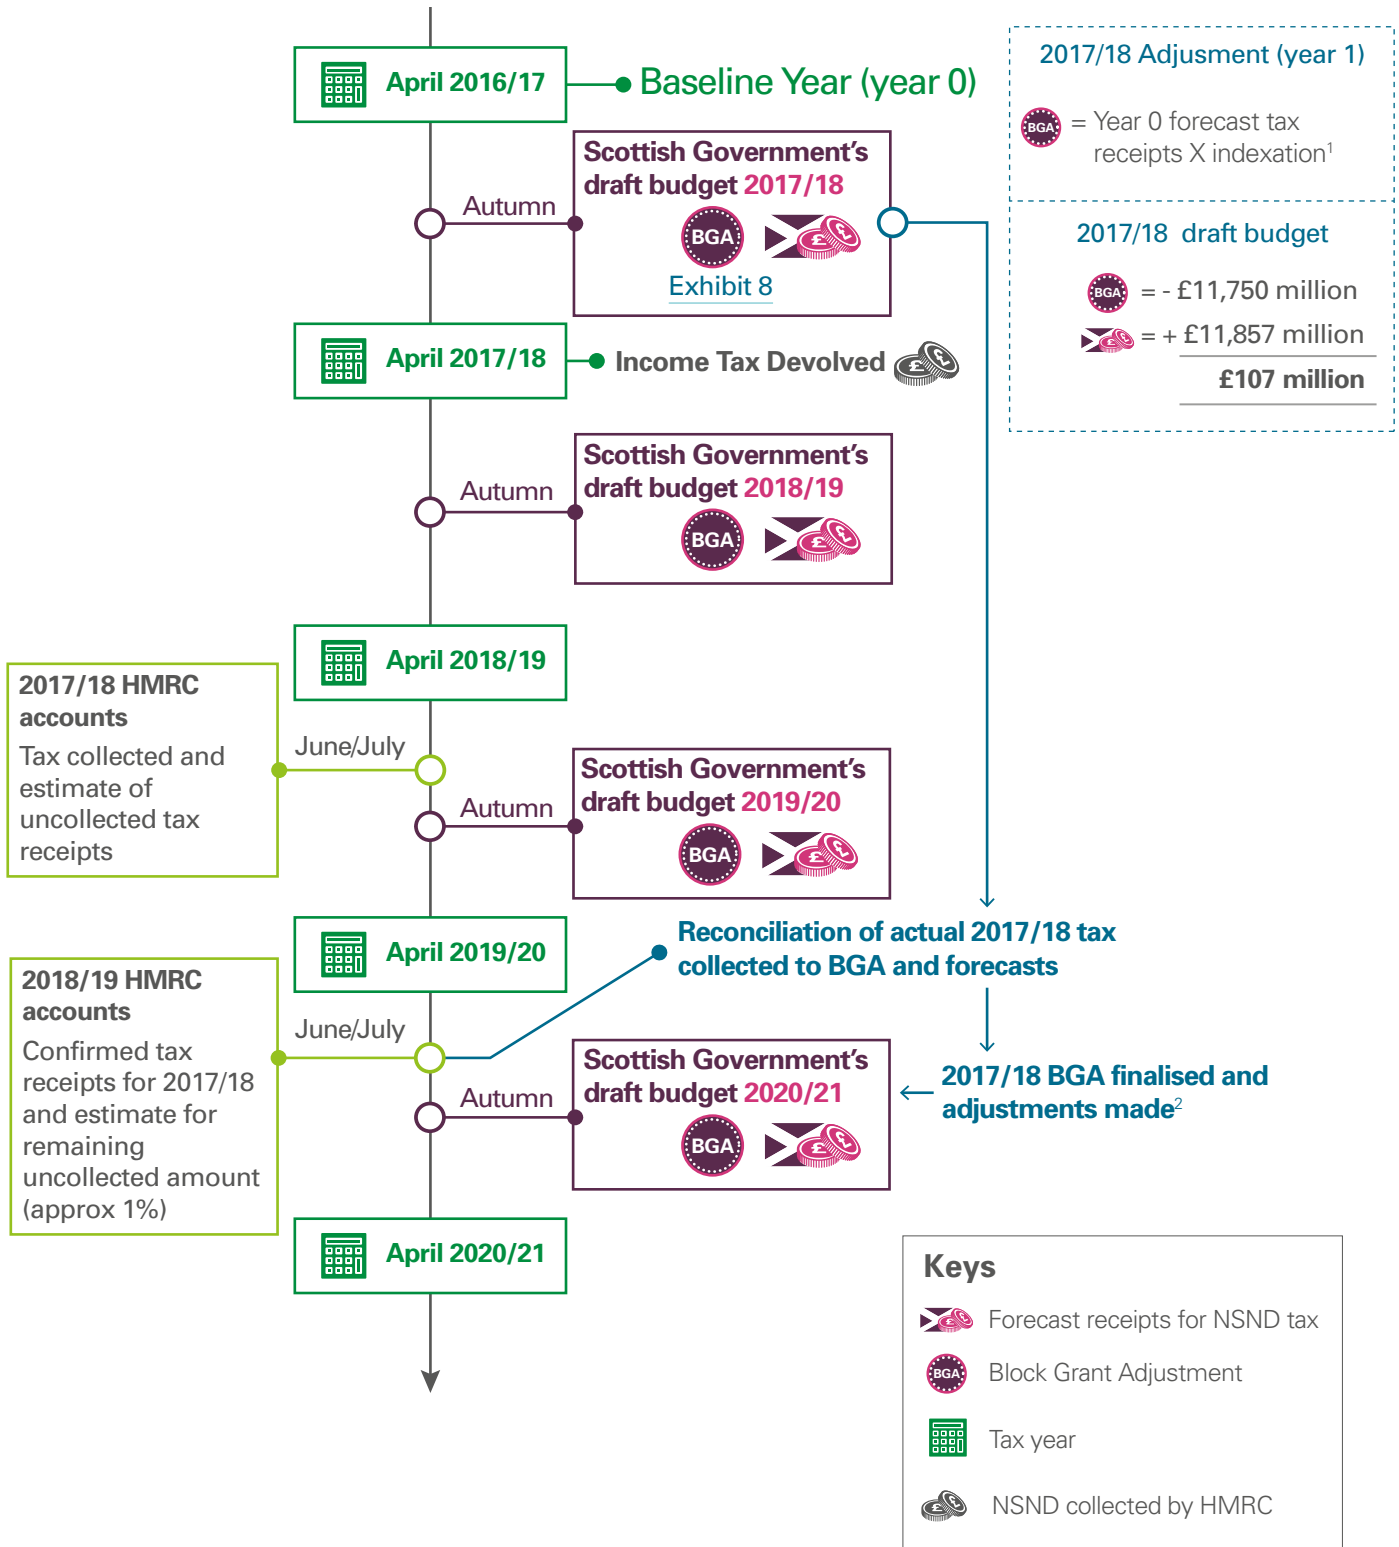 April 2016/17
Baseline Year (year 0)
2017/18 Adjusment (year 1)
BGA = Year 0 forecast tax
receipts X indexation1
2017/18 draft budget
BGA = - £11,750 million
= + £11,857 million
£107 million
Autumn
Scottish Government's
draft budget 2017/18
BGA
££
Exhibit 8
April 2017/18
Income Tax Devolved
££
Autumn
Scottish Government's
draft budget 2018/19
BGA
££
April 2018/19
2017/18 HMRC
accounts
Tax collected and
estimate of
uncollected tax
receipts
June/July
Autumn
Scottish Government's
draft budget 2019/20
BGA
££
April 2019/20
Reconciliation of actual 2017/18 tax
collected to BGA and forecasts
2018/19 HMRC
accounts
Confirmed tax
receipts for 2017/18
and estimate for
remaining
uncollected amount
(approx 1%)
June/July
Autumn
Scottish Government's
draft budget 2020/21
BGA
££
2017/18 BGA finalised and
adjustments made2
April 2020/21
Keys
Forecast receipts for NSND tax
BGA Block Grant Adjustment
Tax year
NSND collected by HMRC